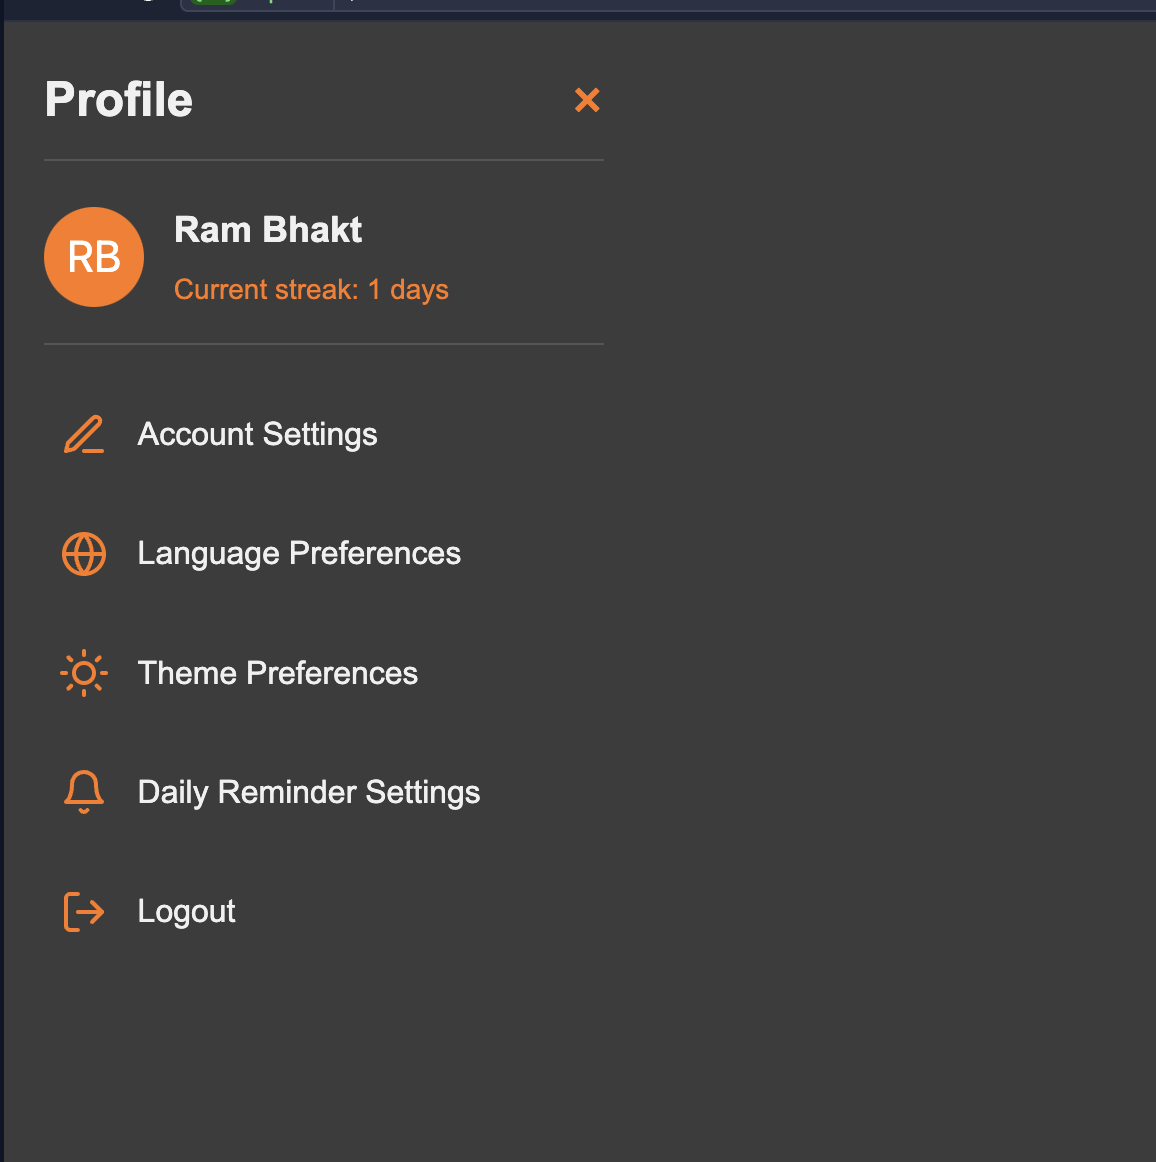 Profile
RB
Ram Bhakt
Current streak: 1 days
Account Settings
Language Preferences
Theme Preferences
Daily Reminder Settings
Logout